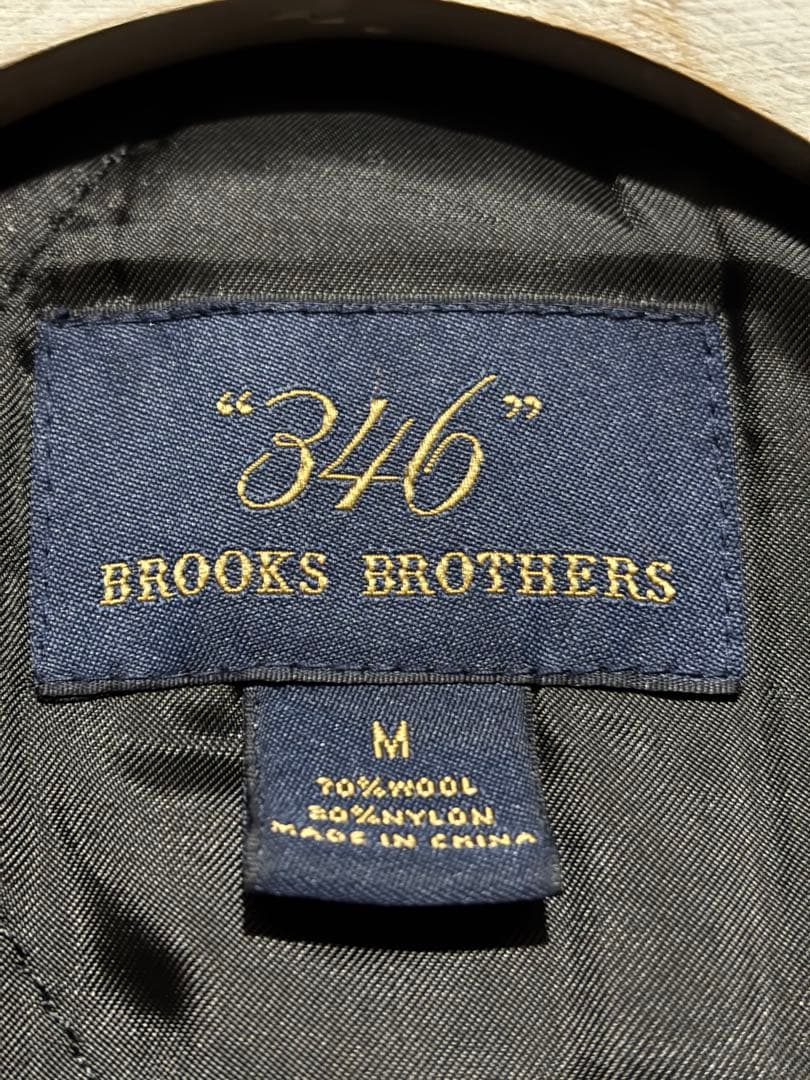 “346”
BROOKS BROTHERS
M
70%WOOL
30%NYLON
MADE IN CHINA